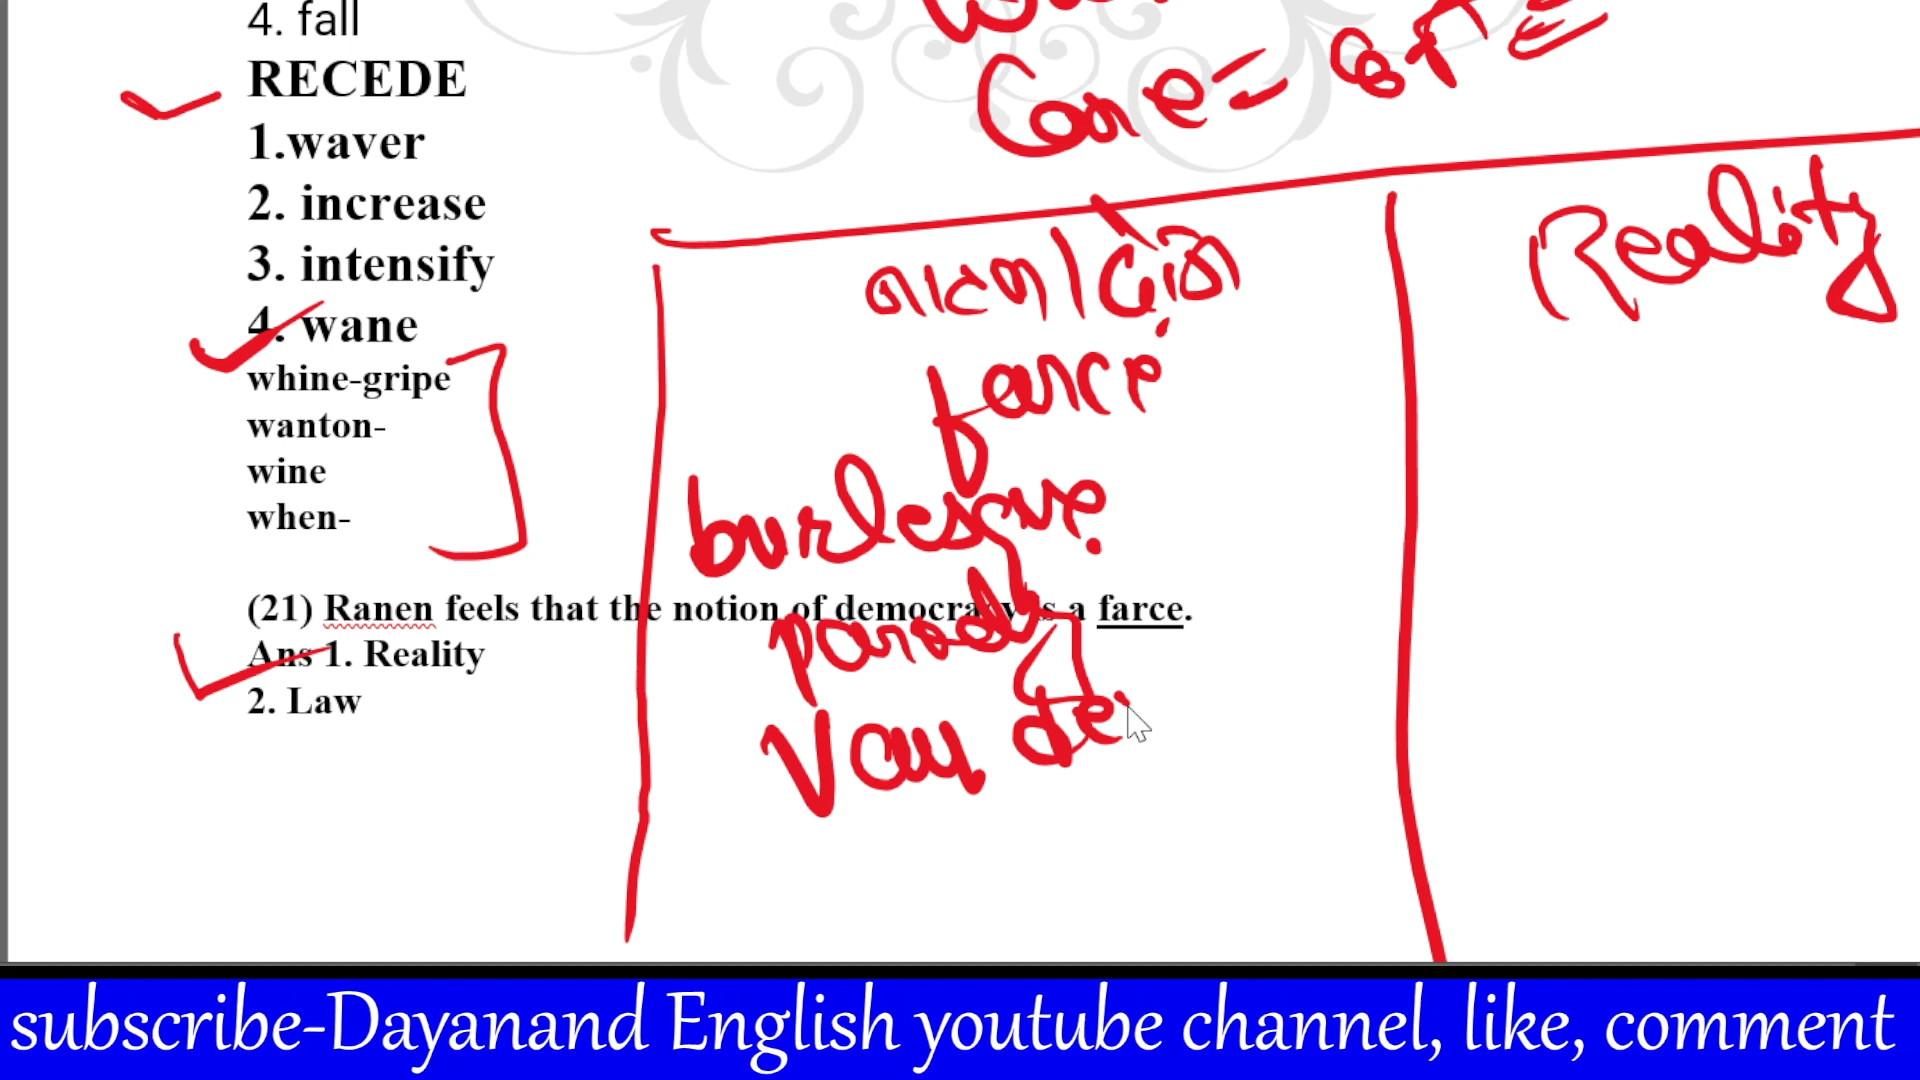 4. fall
RECEDE
1.waver
2. increase
3. intensify
4. wane
whine-gripe
wanton-
wine
when-
(21) Ranen feels that the notion of democracy is a farce.
Ans 1. Reality
2. Law
Reality
farce
burlesque
parody
subscribe-Dayanand English youtube channel, like, comment